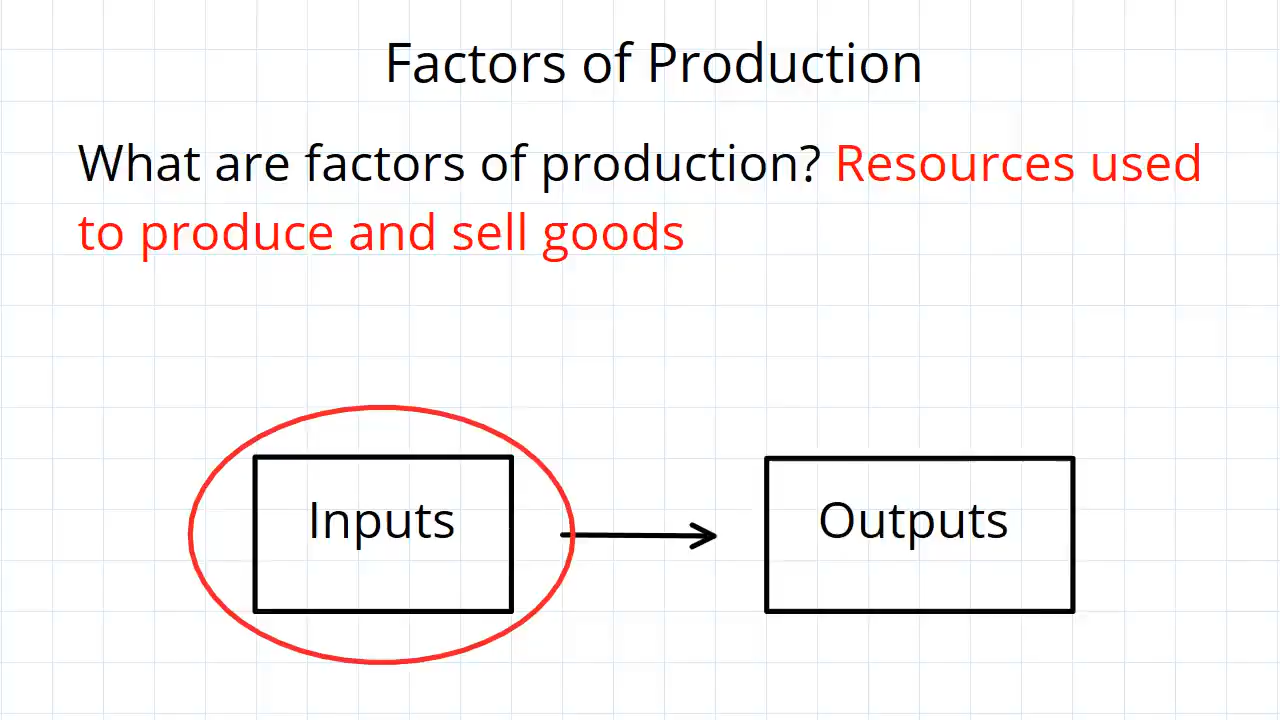 Factors of Production
What are factors of production? Resources used
to produce and sell goods
Inputs
Outputs